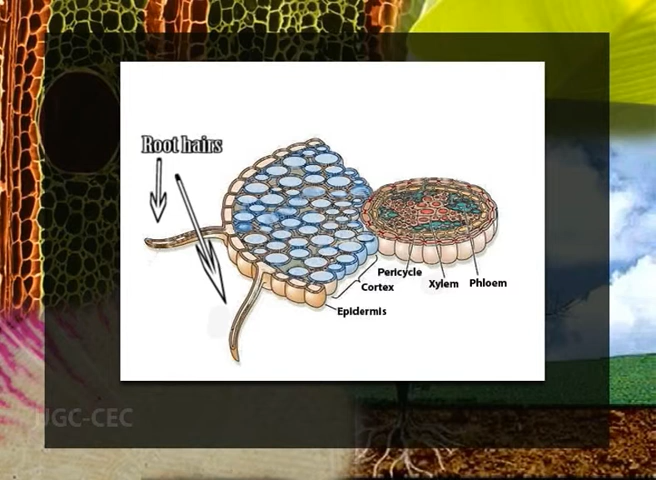 Root hairs
Pericycle
Cortex
Xylem
Phloem
Epidermis
UGC-CEC